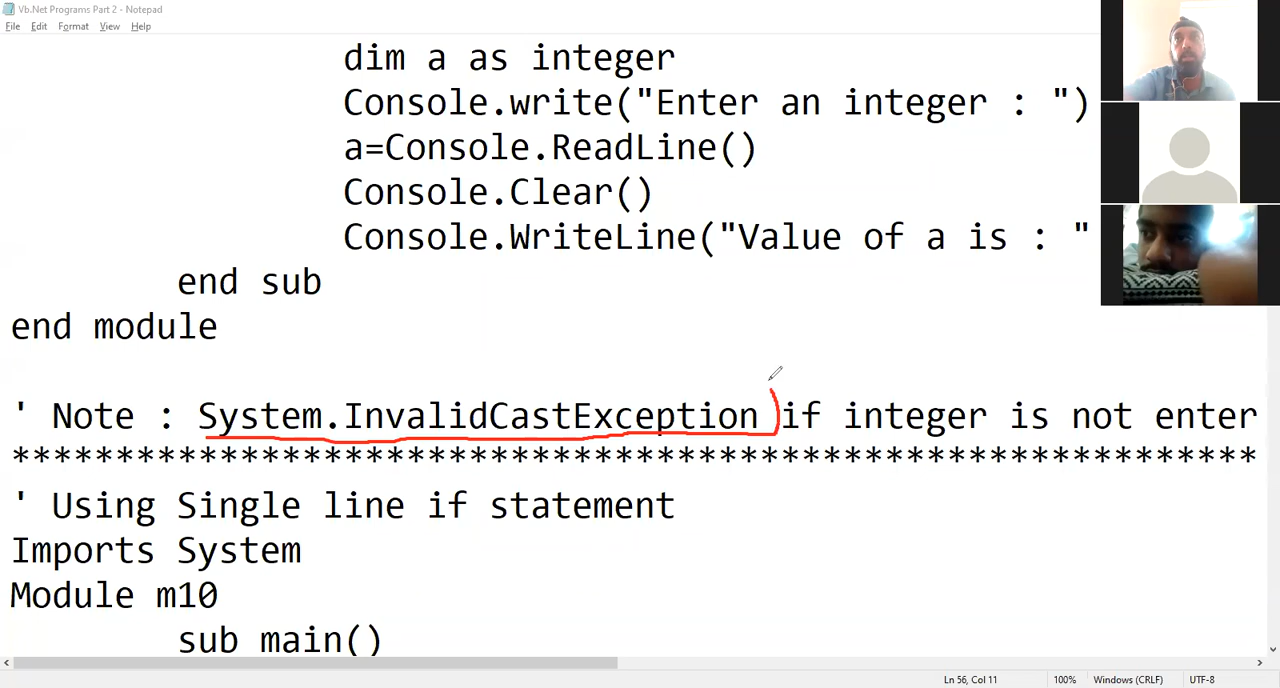 Vb.Net Programs Part 2 - Notepad
File Edit Format View Help
dim a as integer
Console.write("Enter an integer : ")
a=Console.ReadLine()
Console.Clear()
Console.WriteLine("Value of a is : "
end sub
end module
' Note : System.InvalidCastException if integer is not enter
************************************************************
' Using Single line if statement
Imports System
Module m10
sub main()
Ln 56, Col 11 100% Windows (CRLF) UTF-8